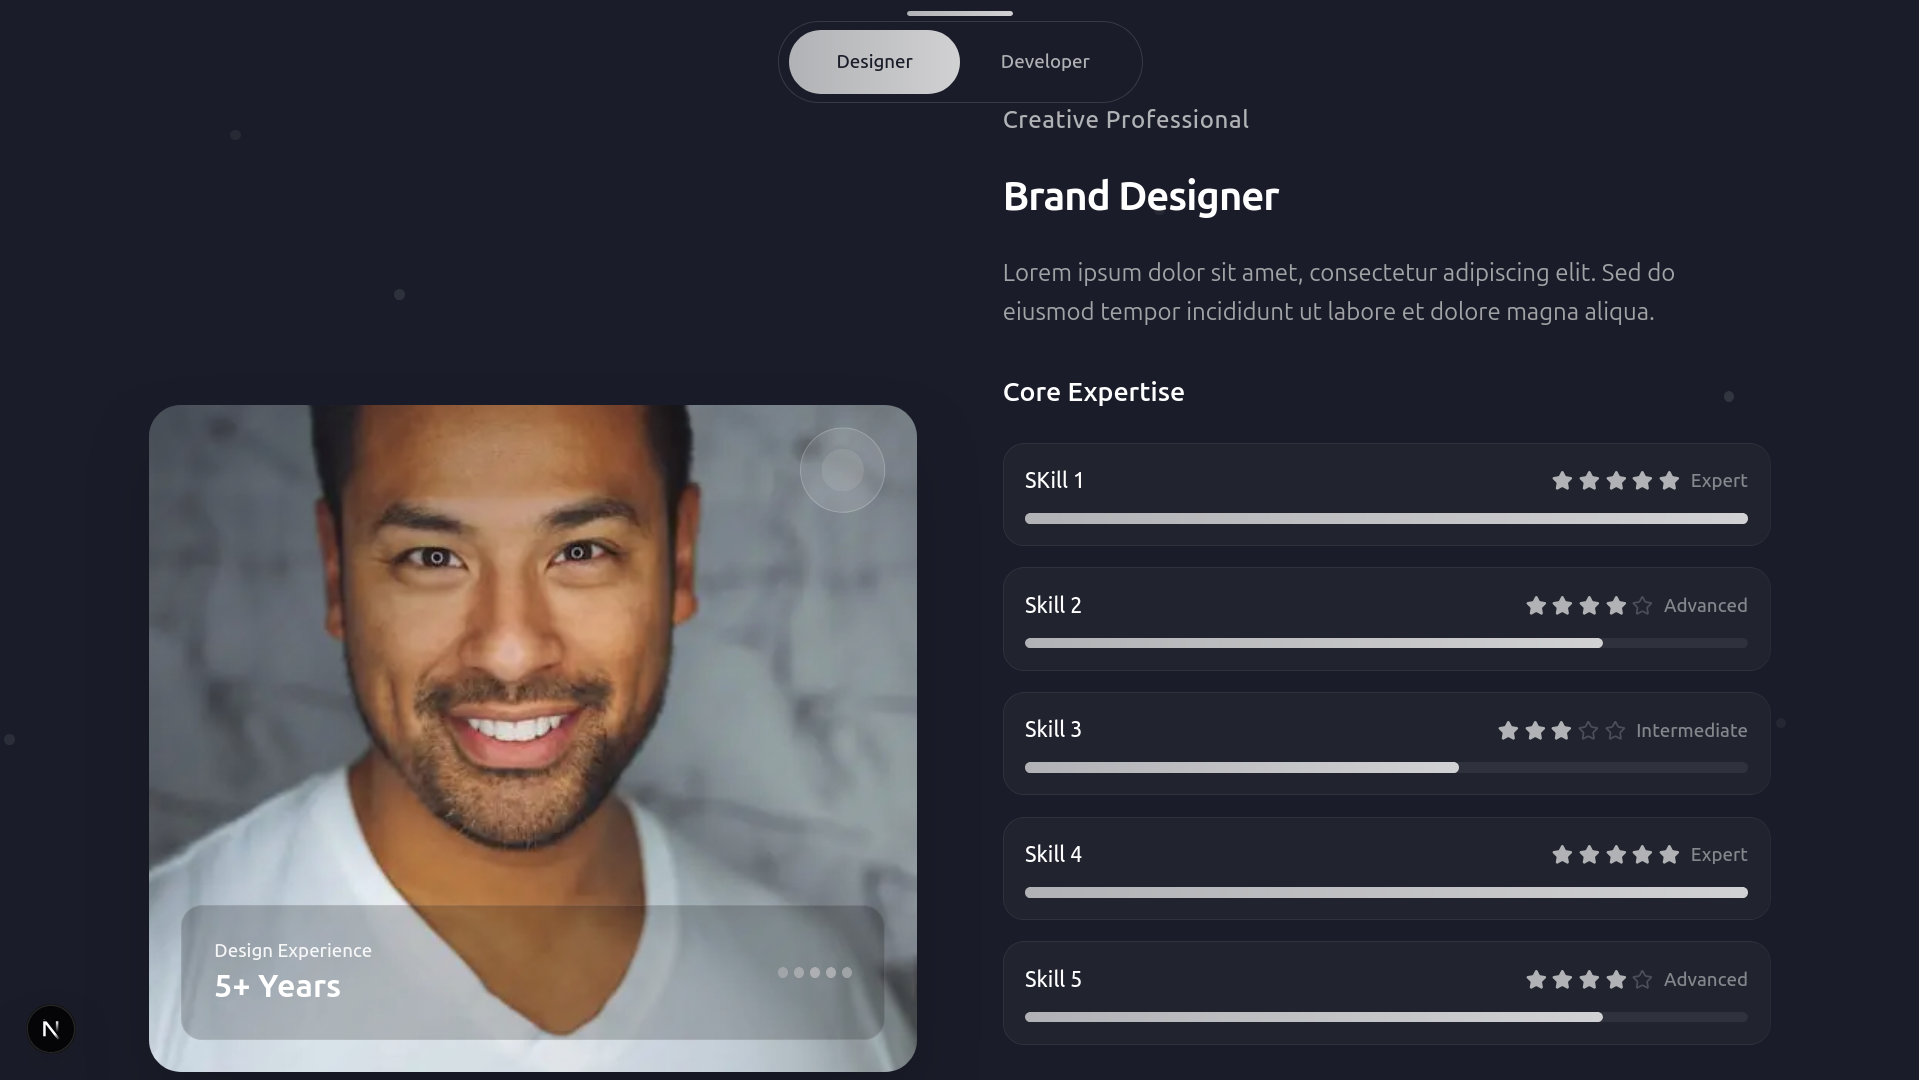 Designer
Developer
Creative Professional
Brand Designer
Lorem ipsum dolor sit amet, consectetur adipiscing elit. Sed do
eiusmod tempor incididunt ut labore et dolore magna aliqua.
Core Expertise
SKill 1
Expert
Skill 2
Advanced
Skill 3
Intermediate
Skill 4
Expert
Skill 5
Advanced
Design Experience
5+ Years
N